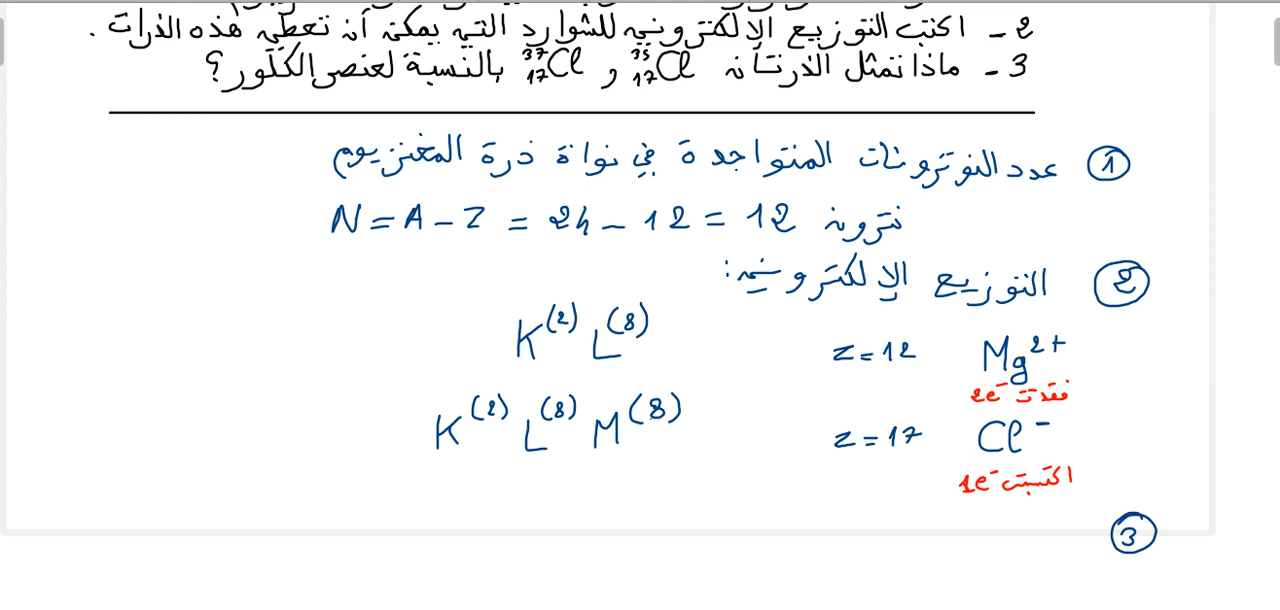 2 - اكتب التوزيع الإلكتروني للشوارد التي يمكن أن تعطي هذه الذرات .
3 - ماذا تمثل الذرتان ³⁵₁₇Cl و ³⁷₁₇Cl بالنسبة لعنصر الكلور؟
① عدد النوترونات المتواجدة في نواة ذرة المغنزيوم
N = A - Z = 24 - 12 = 12 نترون
② التوزيع الإلكتروني:
Mg²⁺ Z=12 K⁽²⁾ L⁽⁸⁾
فقدت 2e⁻
Cl⁻ Z=17 K⁽²⁾ L⁽⁸⁾ M⁽⁸⁾
اكتسبت 1e⁻
③